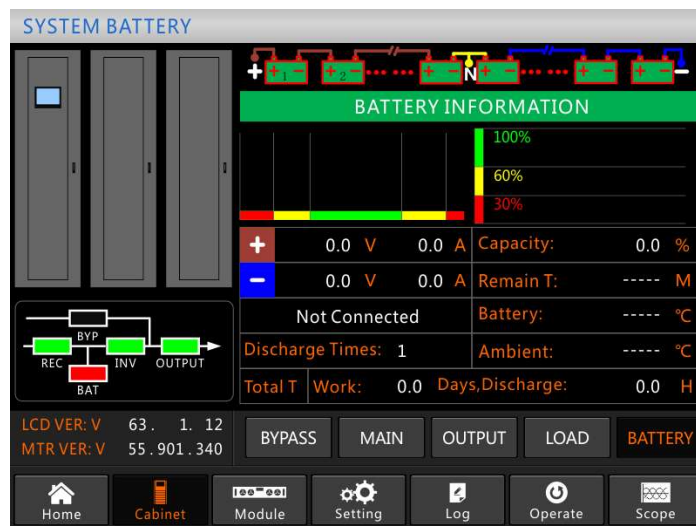 SYSTEM BATTERY
+ + 1 - + 2 - + - N + - + - + - -
BATTERY INFORMATION
100%
60%
30%
+ 0.0 V 0.0 A Capacity: 0.0 %
- 0.0 V 0.0 A Remain T: ----- M
Not Connected Battery: ----- °C
Discharge Times: 1 Ambient: ----- °C
Total T Work: 0.0 Days,Discharge: 0.0 H
BYP
REC INV OUTPUT
BAT
LCD VER: V 63. 1. 12
MTR VER: V 55.901.340
BYPASS MAIN OUTPUT LOAD BATTERY
Home Cabinet Module Setting Log Operate Scope